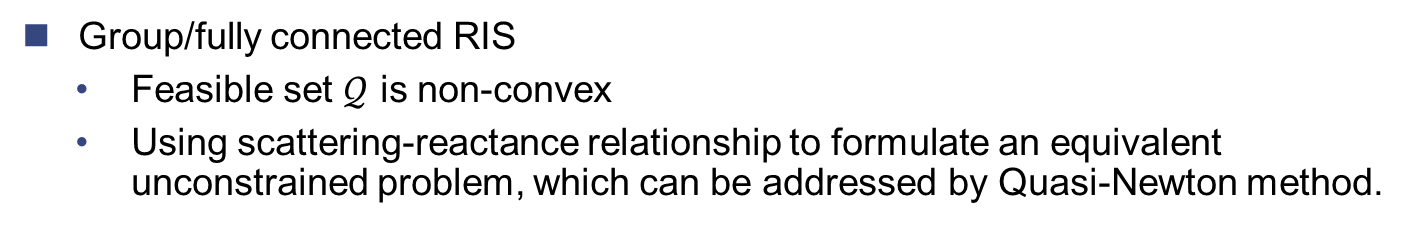 ■ Group/fully connected RIS
• Feasible set 𝒬 is non-convex
• Using scattering-reactance relationship to formulate an equivalent
unconstrained problem, which can be addressed by Quasi-Newton method.